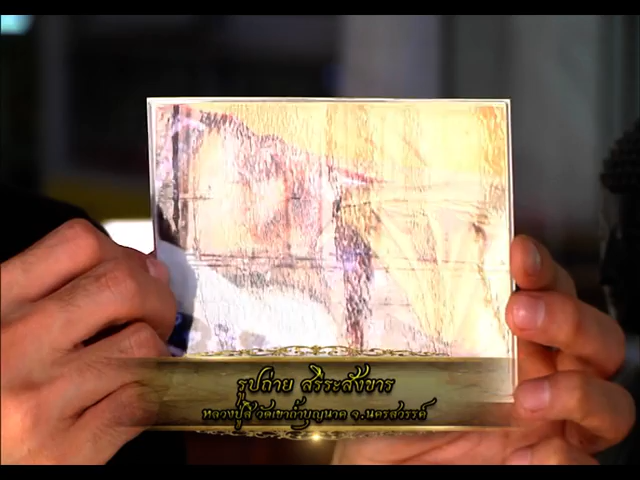 รูปถ่าย สรีระสังขาร
หลวงปู่สี วัดเขาถ้ำบุญนาค จ.นครสวรรค์